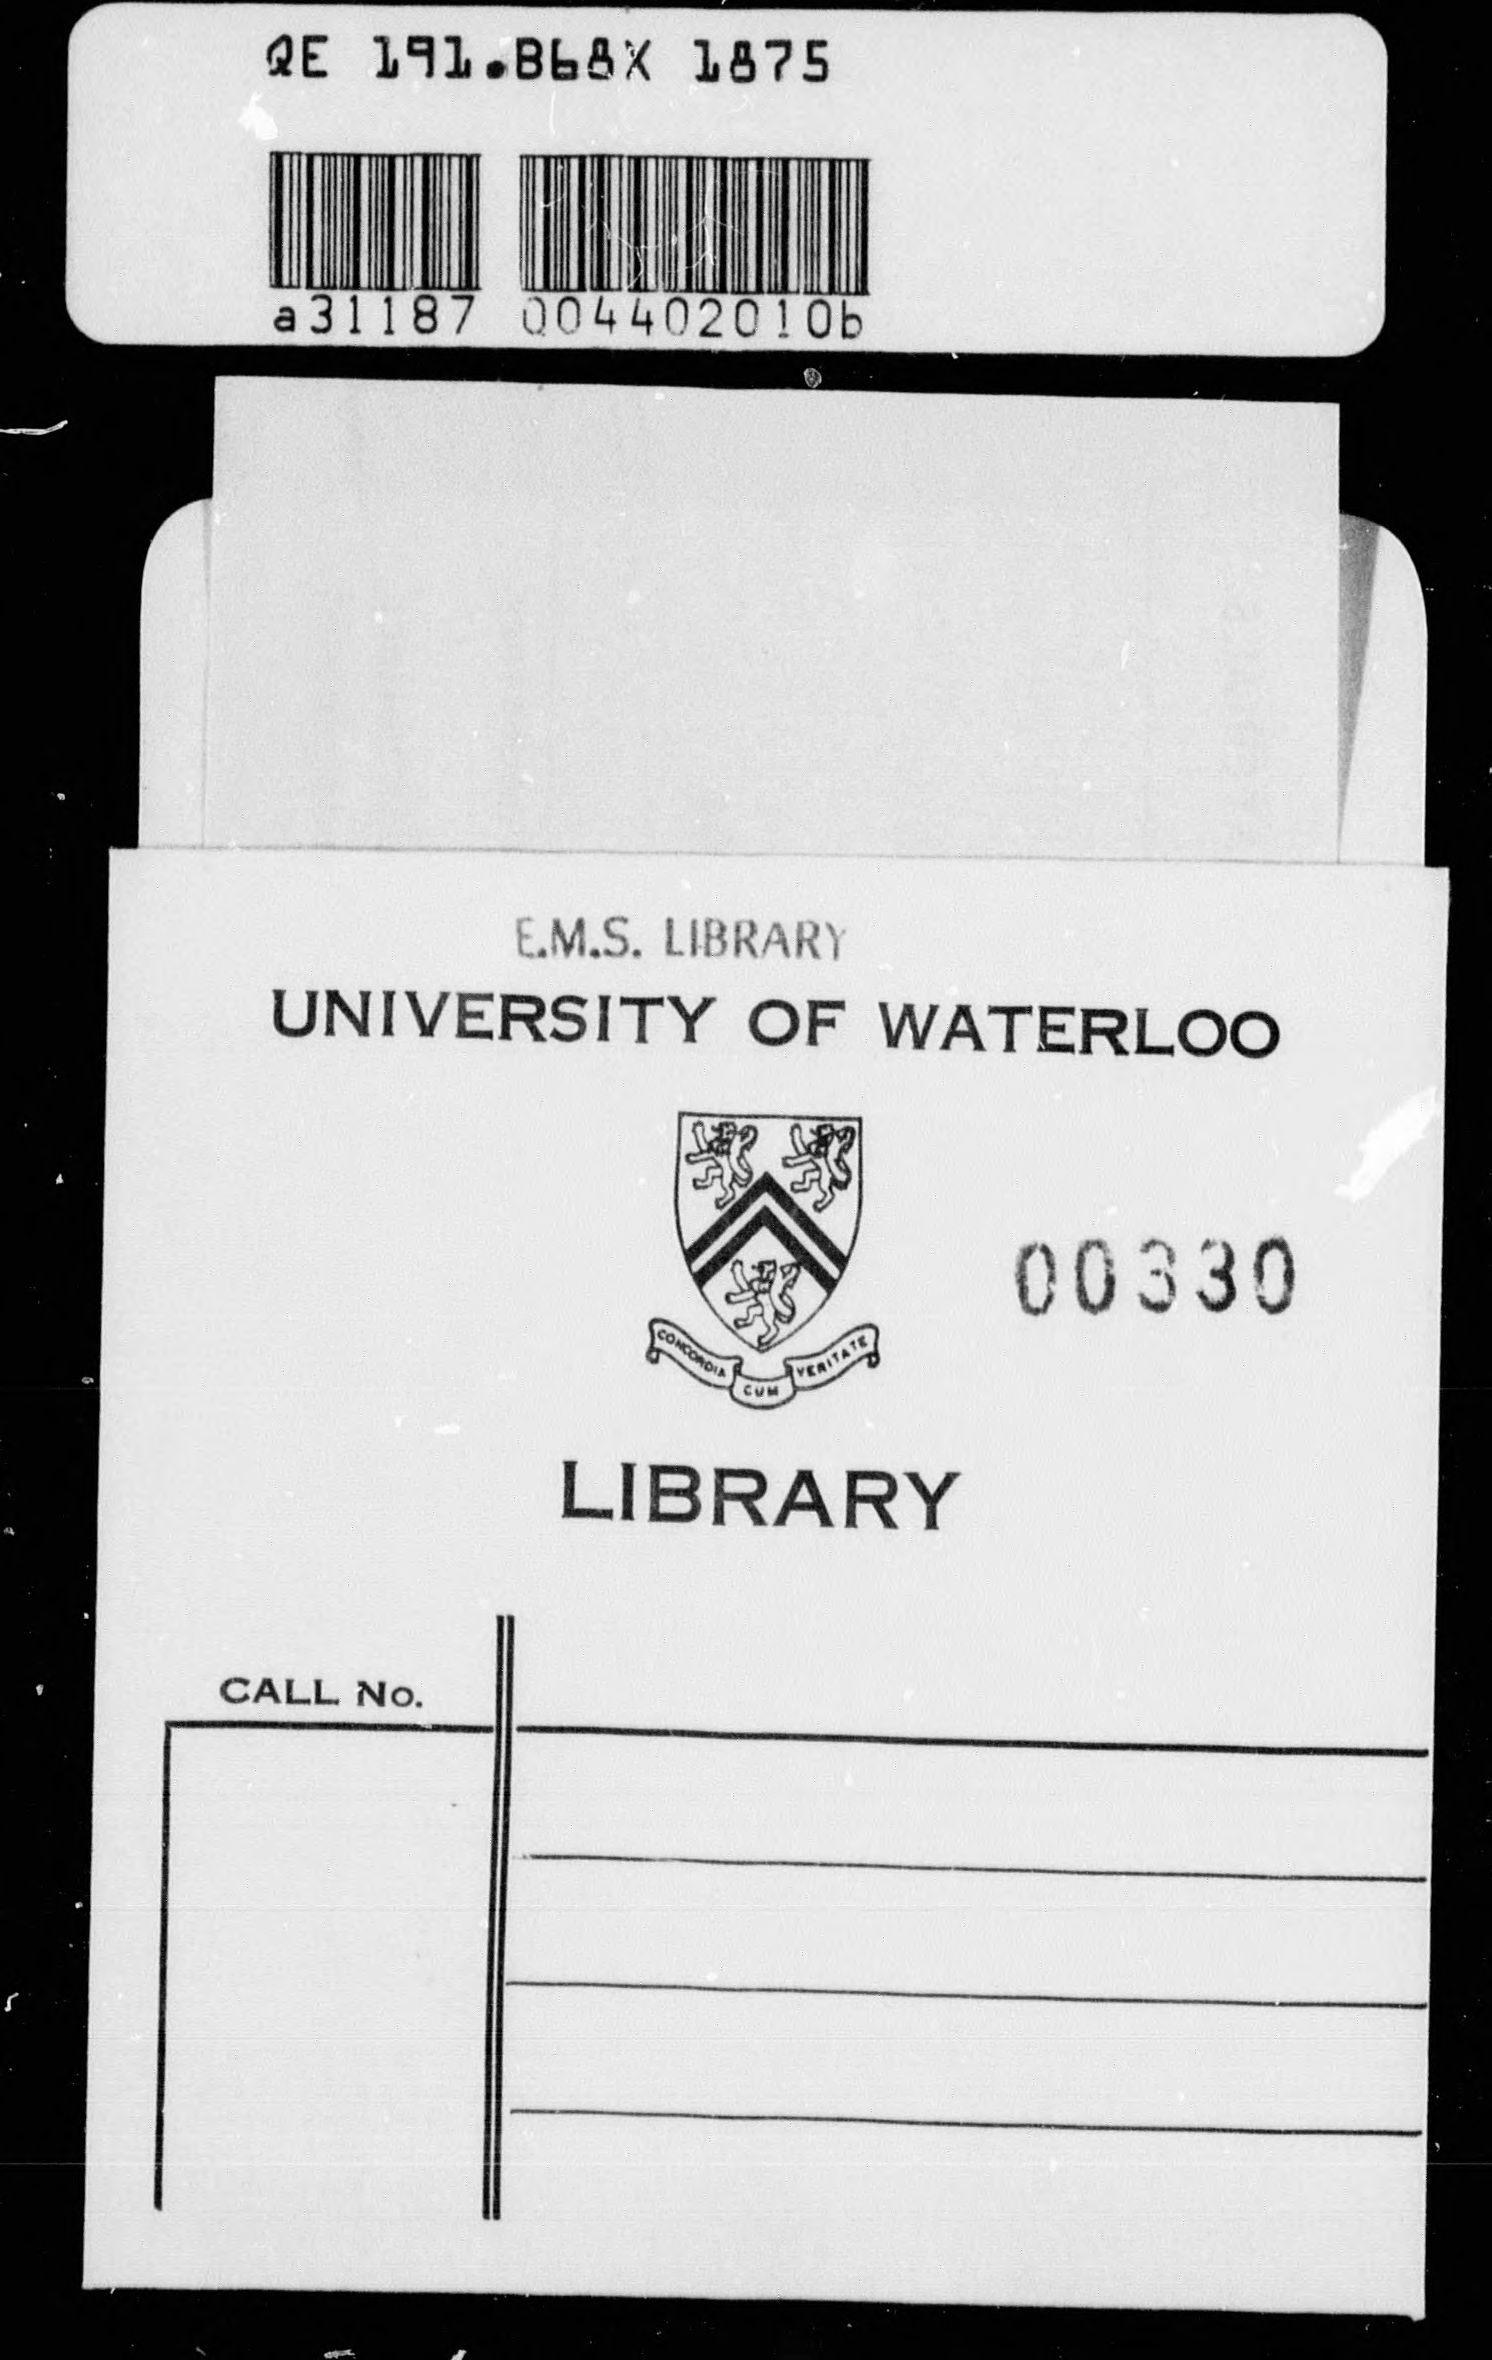 QE 191.B68X 1875
a31187 004402010b
E.M.S. LIBRARY
UNIVERSITY OF WATERLOO
00330
CONCORDIA CUM VERITATE
LIBRARY
CALL No.